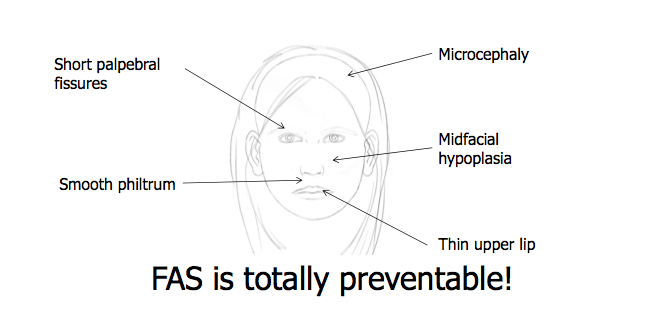 Short palpebral
fissures
Microcephaly
Midfacial
hypoplasia
Smooth philtrum
Thin upper lip
FAS is totally preventable!